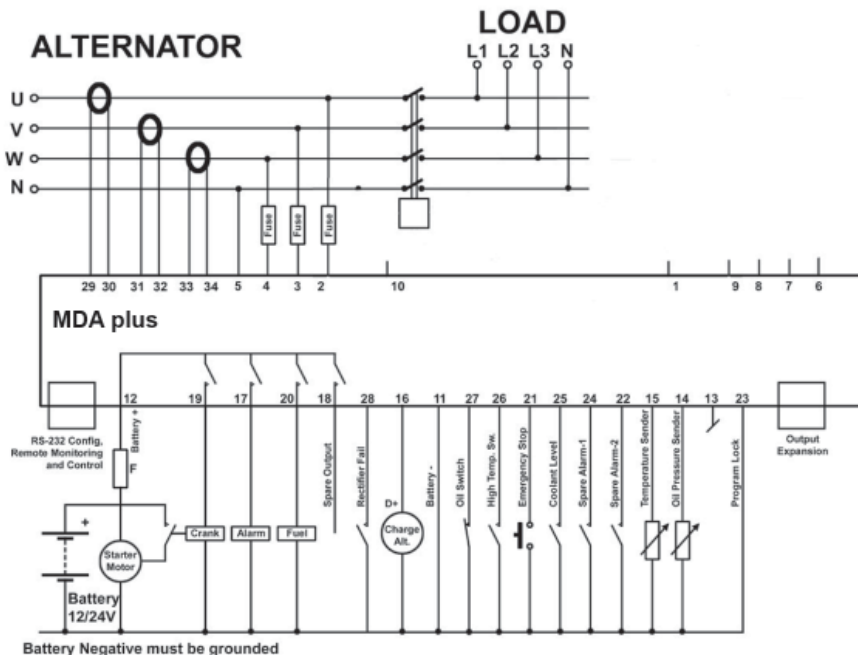 ALTERNATOR
LOAD
L1 L2 L3 N
U
V
W
N
Fuse
Fuse
Fuse
29 30 31 32 33 34 5 4 3 2 10 1 9 8 7 6
MDA plus
12 19 17 20 18 28 16 11 27 26 21 25 24 22 15 14 13 23
RS-232 Config,
Remote Monitoring
and Control
Battery +
F
Spare Output
Rectifier Fail
Battery -
Oil Switch
High Temp. Sw.
Emergency Stop
Coolant Level
Spare Alarm-1
Spare Alarm-2
Temperature Sender
Oil Pressure Sender
Program Lock
Output
Expansion
+
D+
Charge
Alt.
Crank
Alarm
Fuel
Starter
Motor
Battery
12/24V
Battery Negative must be grounded